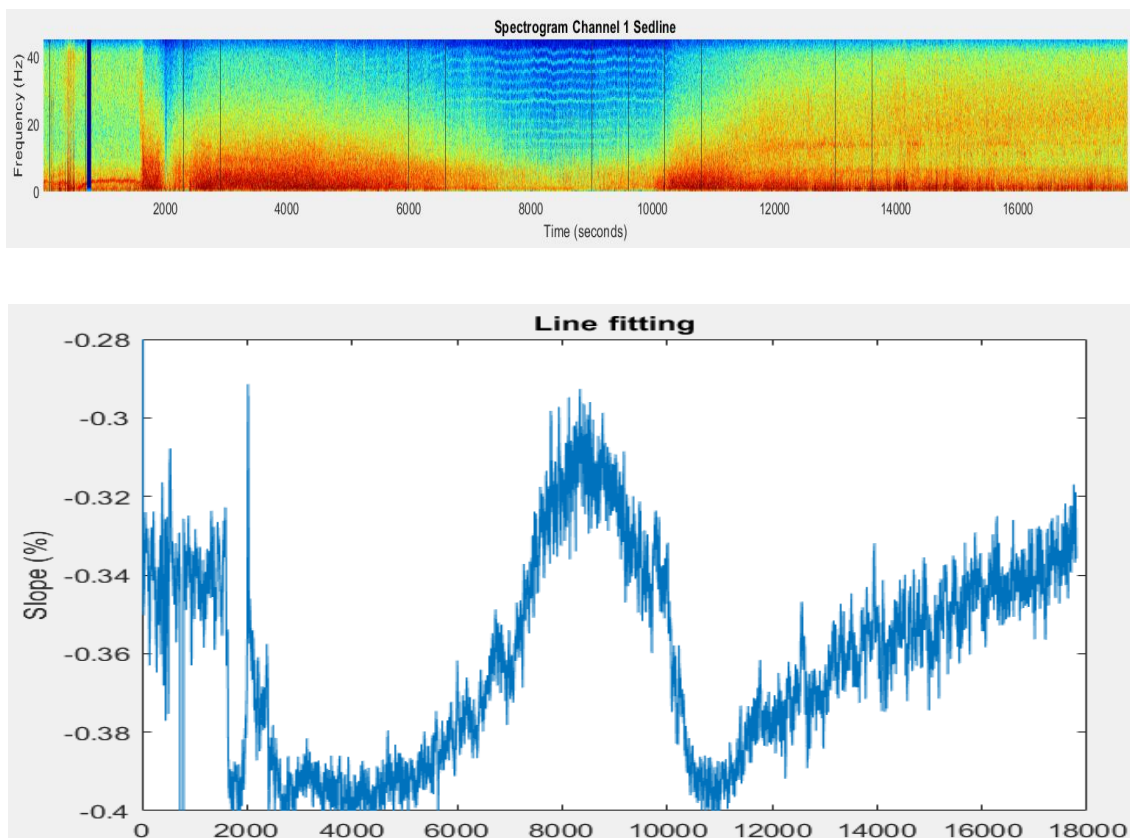 Spectrogram Channel 1 Sedline
Frequency (Hz)
40
20
0
2000 4000 6000 8000 10000 12000 14000 16000
Time (seconds)
Line fitting
Slope (%)
-0.28
-0.3
-0.32
-0.34
-0.36
-0.38
-0.4
0 2000 4000 6000 8000 10000 12000 14000 16000 18000